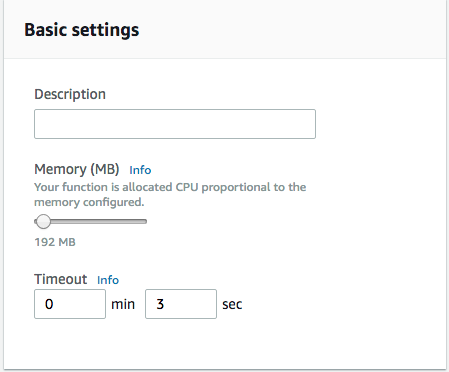 Basic settings
Description
Memory (MB) Info
Your function is allocated CPU proportional to the
memory configured.
192 MB
Timeout Info
0 min 3 sec